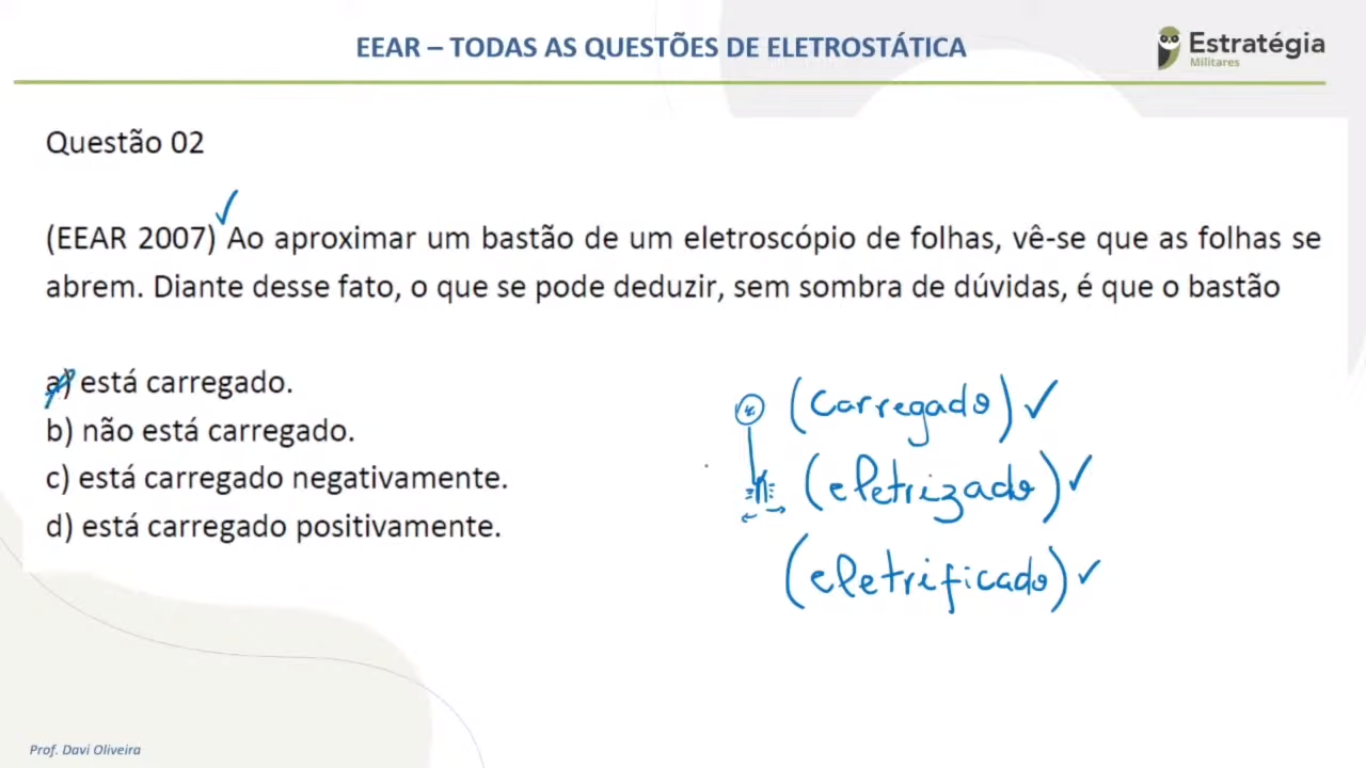 EEAR – TODAS AS QUESTÕES DE ELETROSTÁTICA
Estratégia
Militares
Questão 02
(EEAR 2007) Ao aproximar um bastão de um eletroscópio de folhas, vê-se que as folhas se
abrem. Diante desse fato, o que se pode deduzir, sem sombra de dúvidas, é que o bastão
a) está carregado.
b) não está carregado.
c) está carregado negativamente.
d) está carregado positivamente.
(carregado)
(eletrizado)
(eletrificado)
Prof. Davi Oliveira